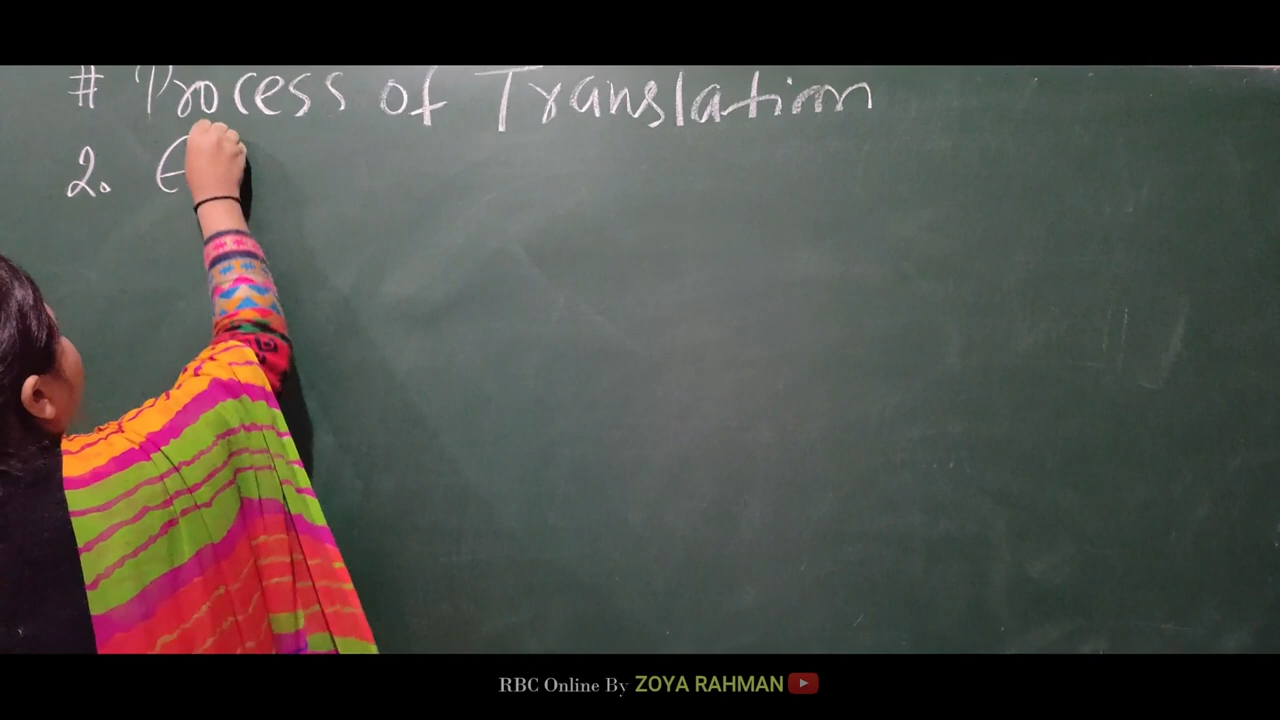 # Process of Translation
2. E
RBC Online By ZOYA RAHMAN